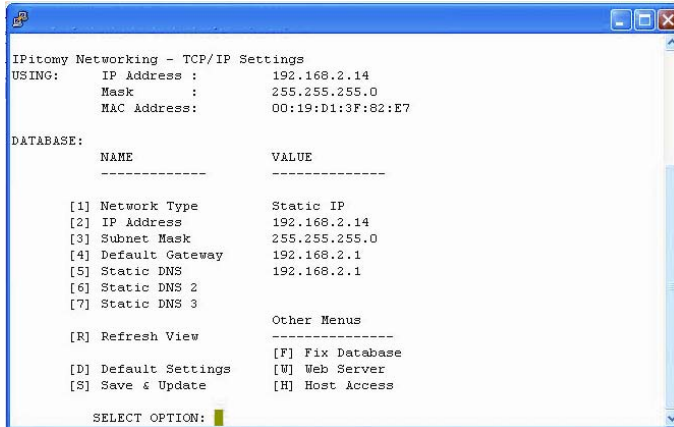 IPitomy Networking - TCP/IP Settings
USING: IP Address : 192.168.2.14
Mask : 255.255.255.0
MAC Address: 00:19:D1:3F:82:E7
DATABASE:
NAME VALUE
------------- --------------
[1] Network Type Static IP
[2] IP Address 192.168.2.14
[3] Subnet Mask 255.255.255.0
[4] Default Gateway 192.168.2.1
[5] Static DNS 192.168.2.1
[6] Static DNS 2
[7] Static DNS 3
Other Menus
[R] Refresh View ---------------
[F] Fix Database
[D] Default Settings [W] Web Server
[S] Save & Update [H] Host Access
SELECT OPTION: